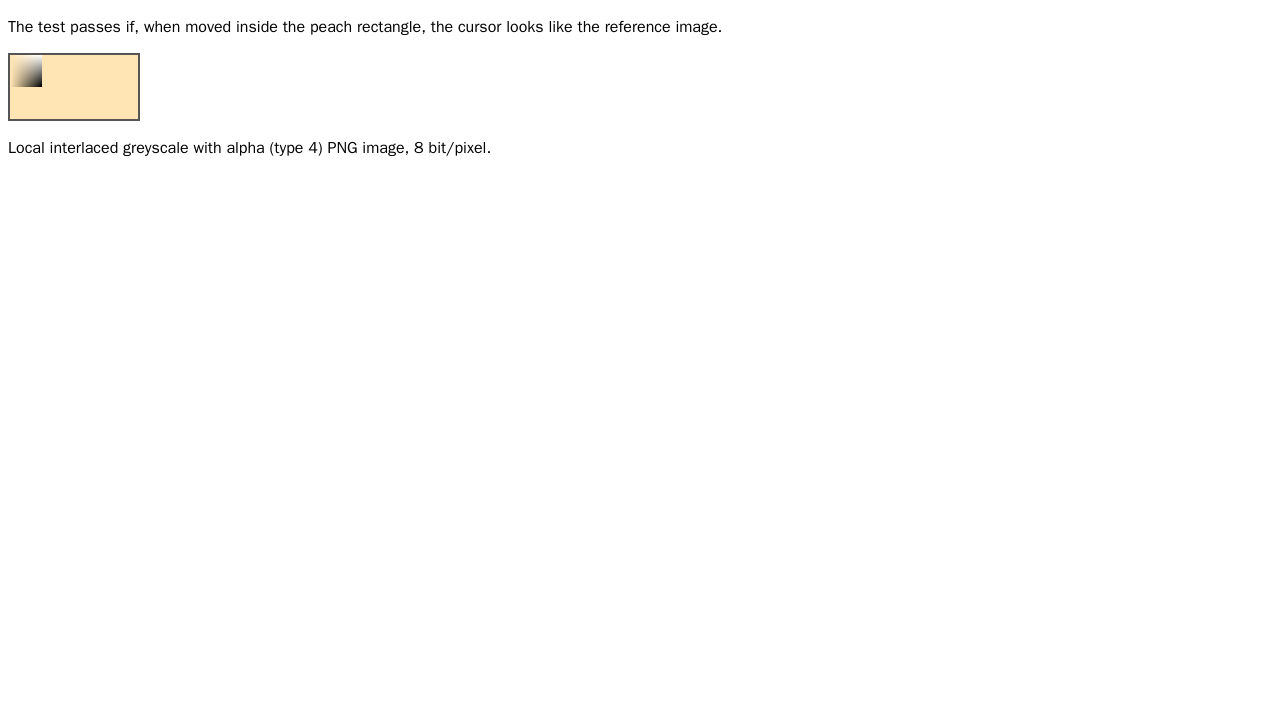 The test passes if, when moved inside the peach rectangle, the cursor looks like the reference image.
Local interlaced greyscale with alpha (type 4) PNG image, 8 bit/pixel.